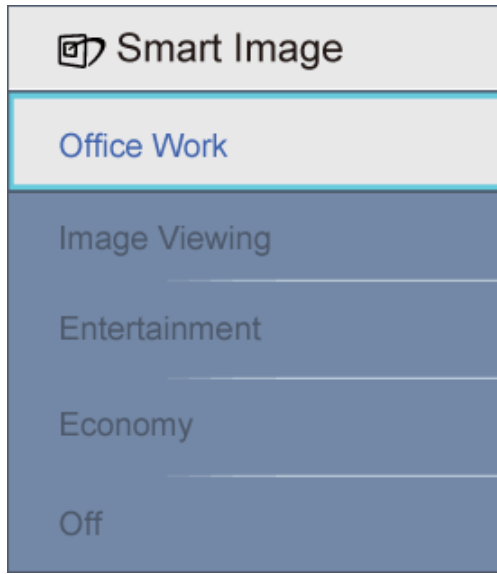 Smart Image
Office Work
Image Viewing
Entertainment
Economy
Off